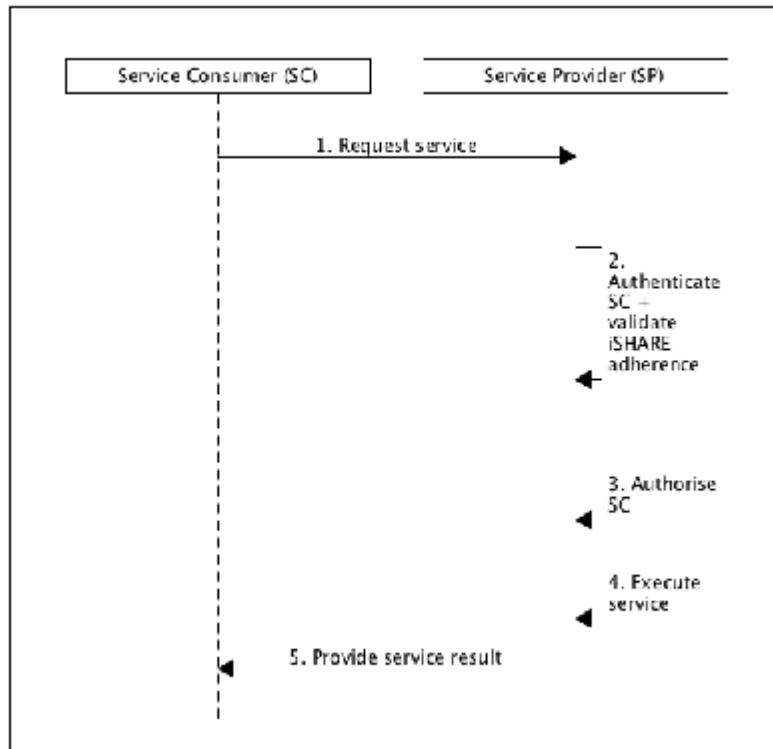 Service Consumer (SC)
Service Provider (SP)
1. Request service
2.
Authenticate
SC +
validate
iSHARE
adherence
3. Authorise
SC
4. Execute
service
5. Provide service result